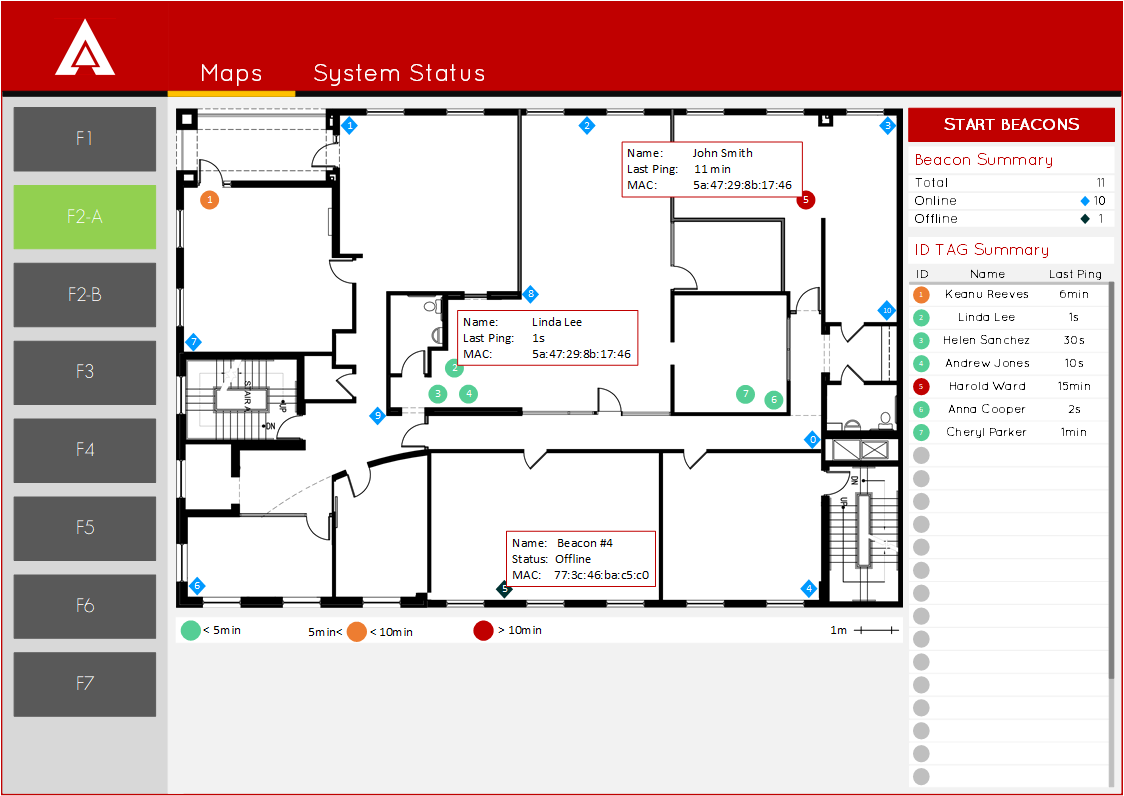 Maps
System Status
F1
F2-A
F2-B
F3
F4
F5
F6
F7
1
2
3
1
Name: John Smith
Last Ping: 11 min
MAC: 5a:47:29:8b:17:46
5
8
10
7
Name: Linda Lee
Last Ping: 1s
MAC: 5a:47:29:8b:17:46
2
3
4
7
6
STAIR A
UP
DN
9
0
DN
UP
Name: Beacon #4
Status: Offline
MAC: 77:3c:46:ba:c5:c0
6
5
4
< 5min
5min< < 10min
> 10min
1m
START BEACONS
Beacon Summary
Total 11
Online 10
Offline 1
ID TAG Summary
ID Name Last Ping
1 Keanu Reeves 6min
2 Linda Lee 1s
3 Helen Sanchez 30s
4 Andrew Jones 10s
5 Harold Ward 15min
6 Anna Cooper 2s
7 Cheryl Parker 1min